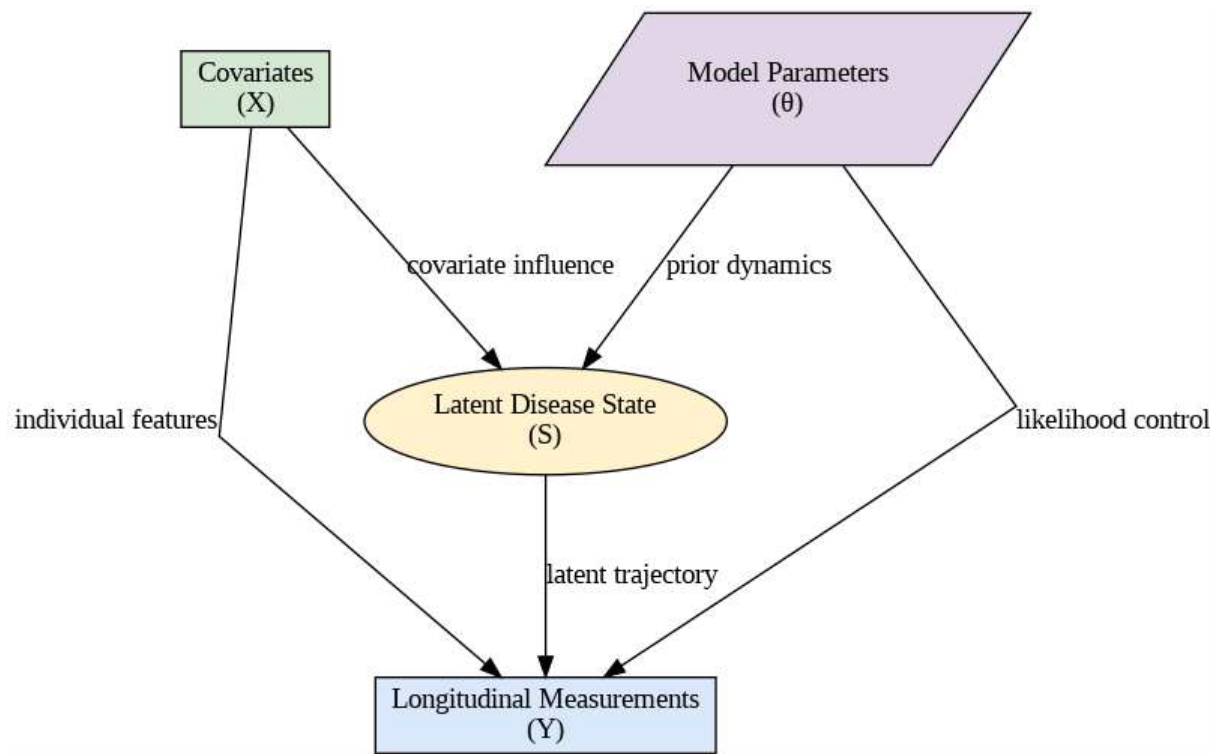 Covariates
(X)
Model Parameters
(θ)
covariate influence
prior dynamics
Latent Disease State
(S)
individual features
likelihood control
latent trajectory
Longitudinal Measurements
(Y)